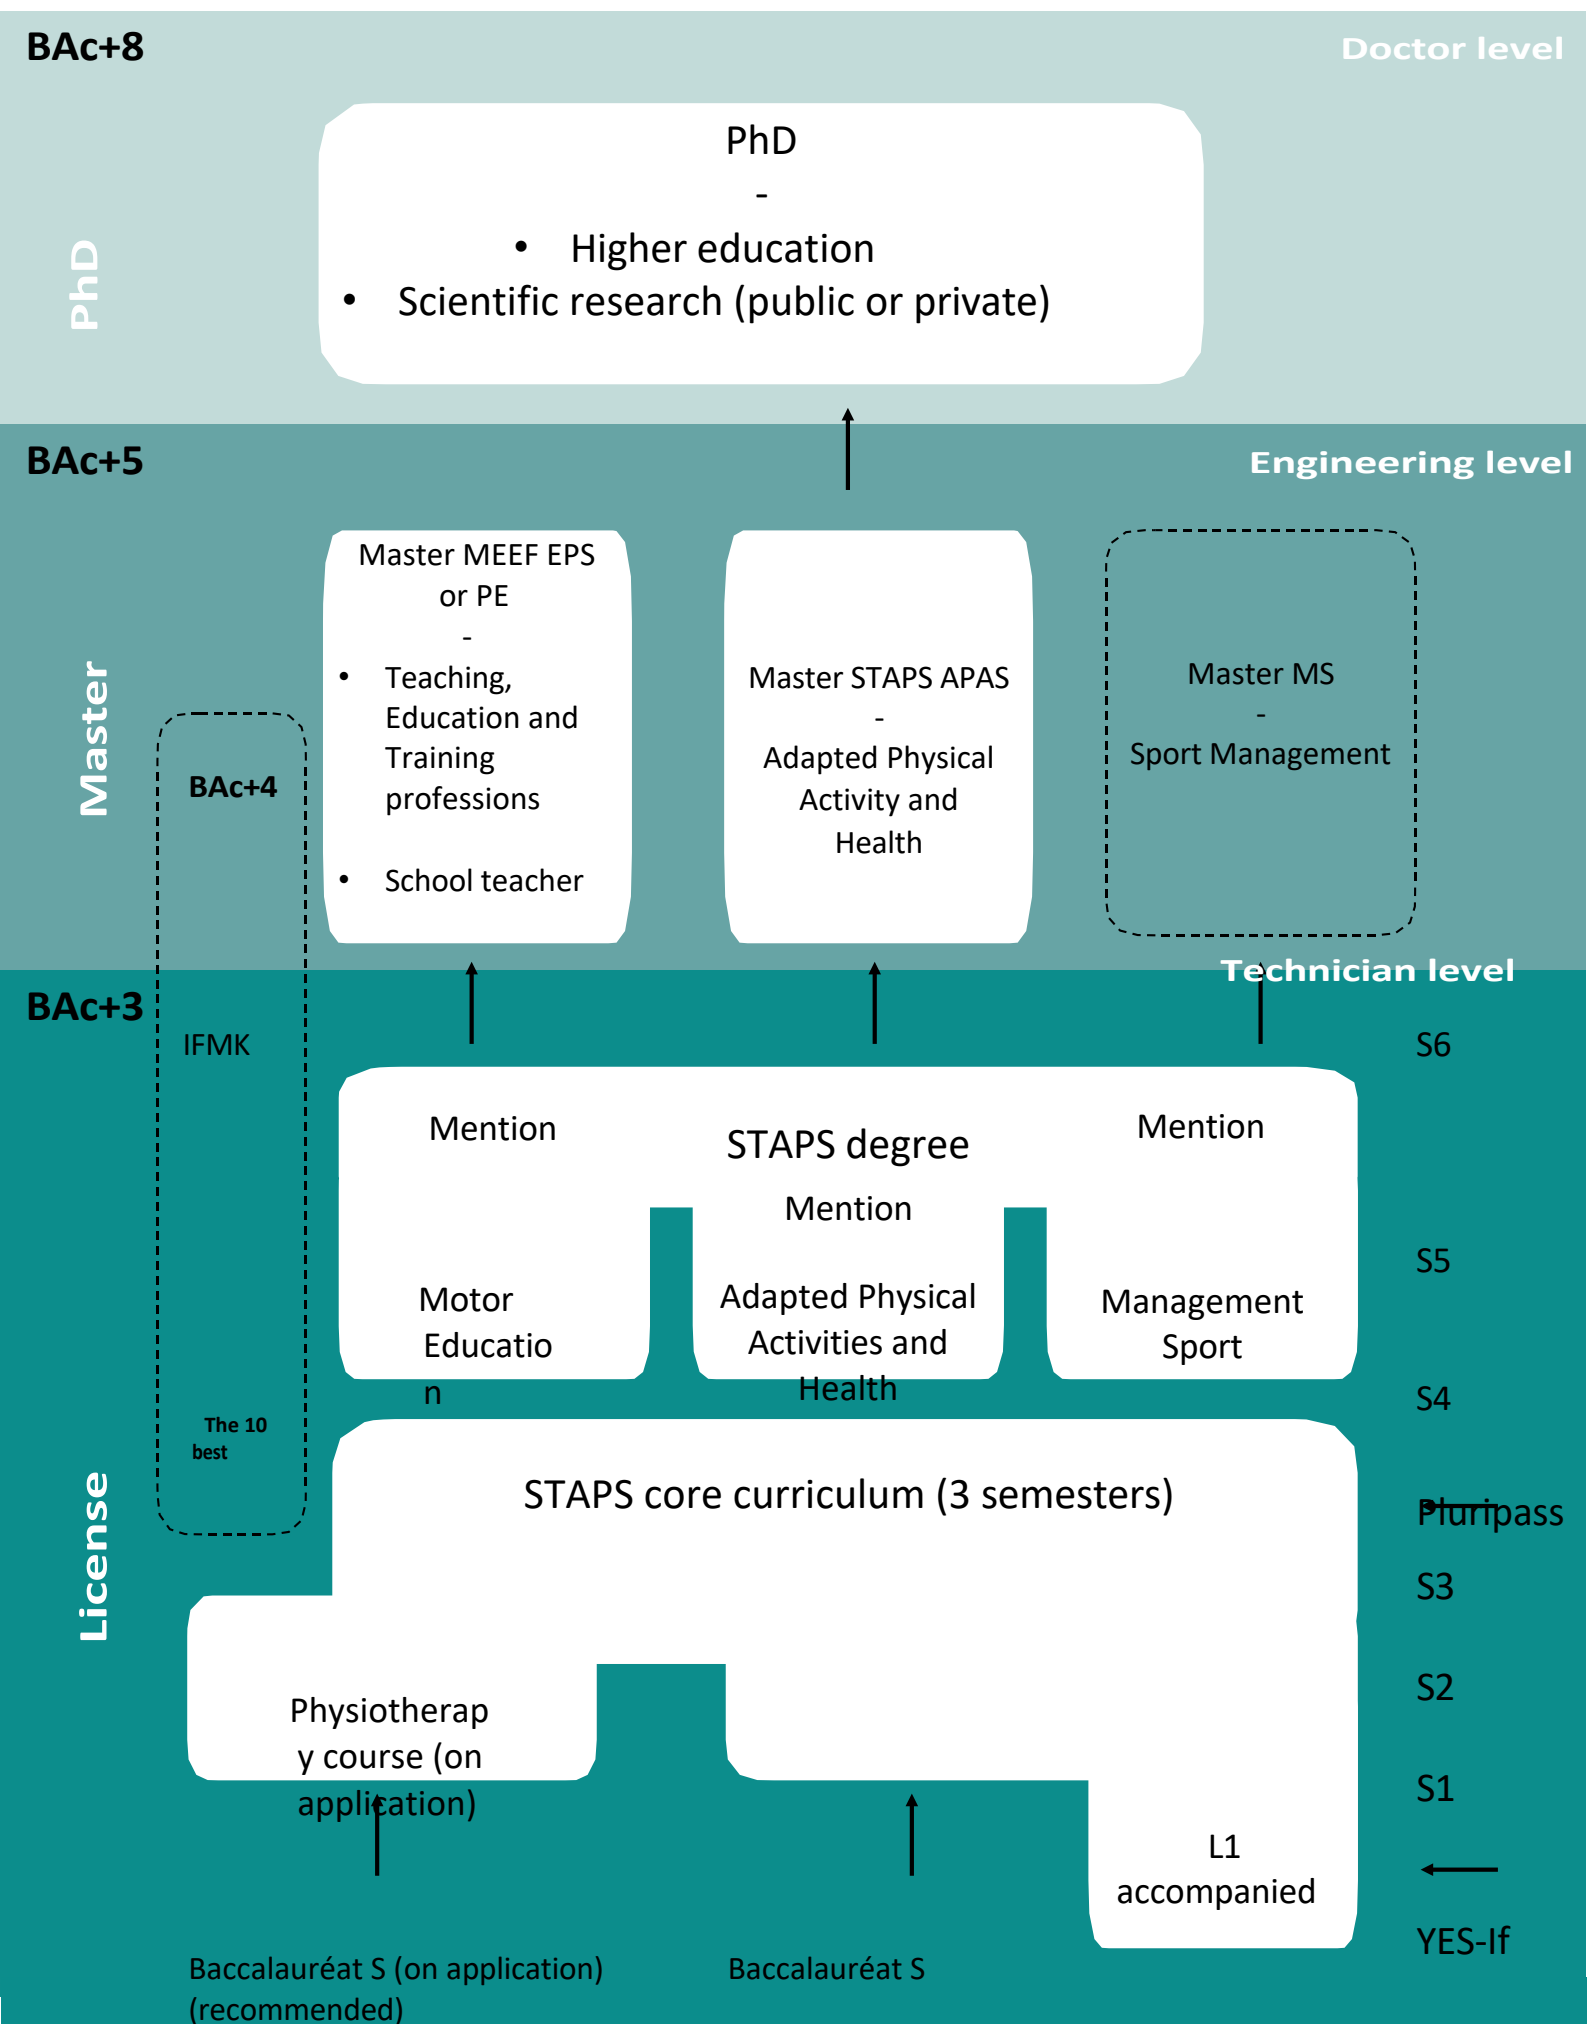 BAc+8
Doctor level
PhD
PhD
-
• Higher education
• Scientific research (public or private)
BAc+5
Engineering level
Master
Master MEEF EPS
or PE
-
• Teaching,
Education and
Training
professions
• School teacher
Master STAPS APAS
-
Adapted Physical
Activity and
Health
Master MS
-
Sport Management
BAc+4
IFMK
The 10
best
Technician level
BAc+3
License
S6
Mention
STAPS degree
Mention
Mention
S5
Motor
Educatio
n
Adapted Physical
Activities and
Health
Management
Sport
S4
STAPS core curriculum (3 semesters)
Pluripass
S3
S2
Physiotherap
y course (on
application)
S1
L1
accompanied
YES-If
Baccalauréat S (on application)
(recommended)
Baccalauréat S